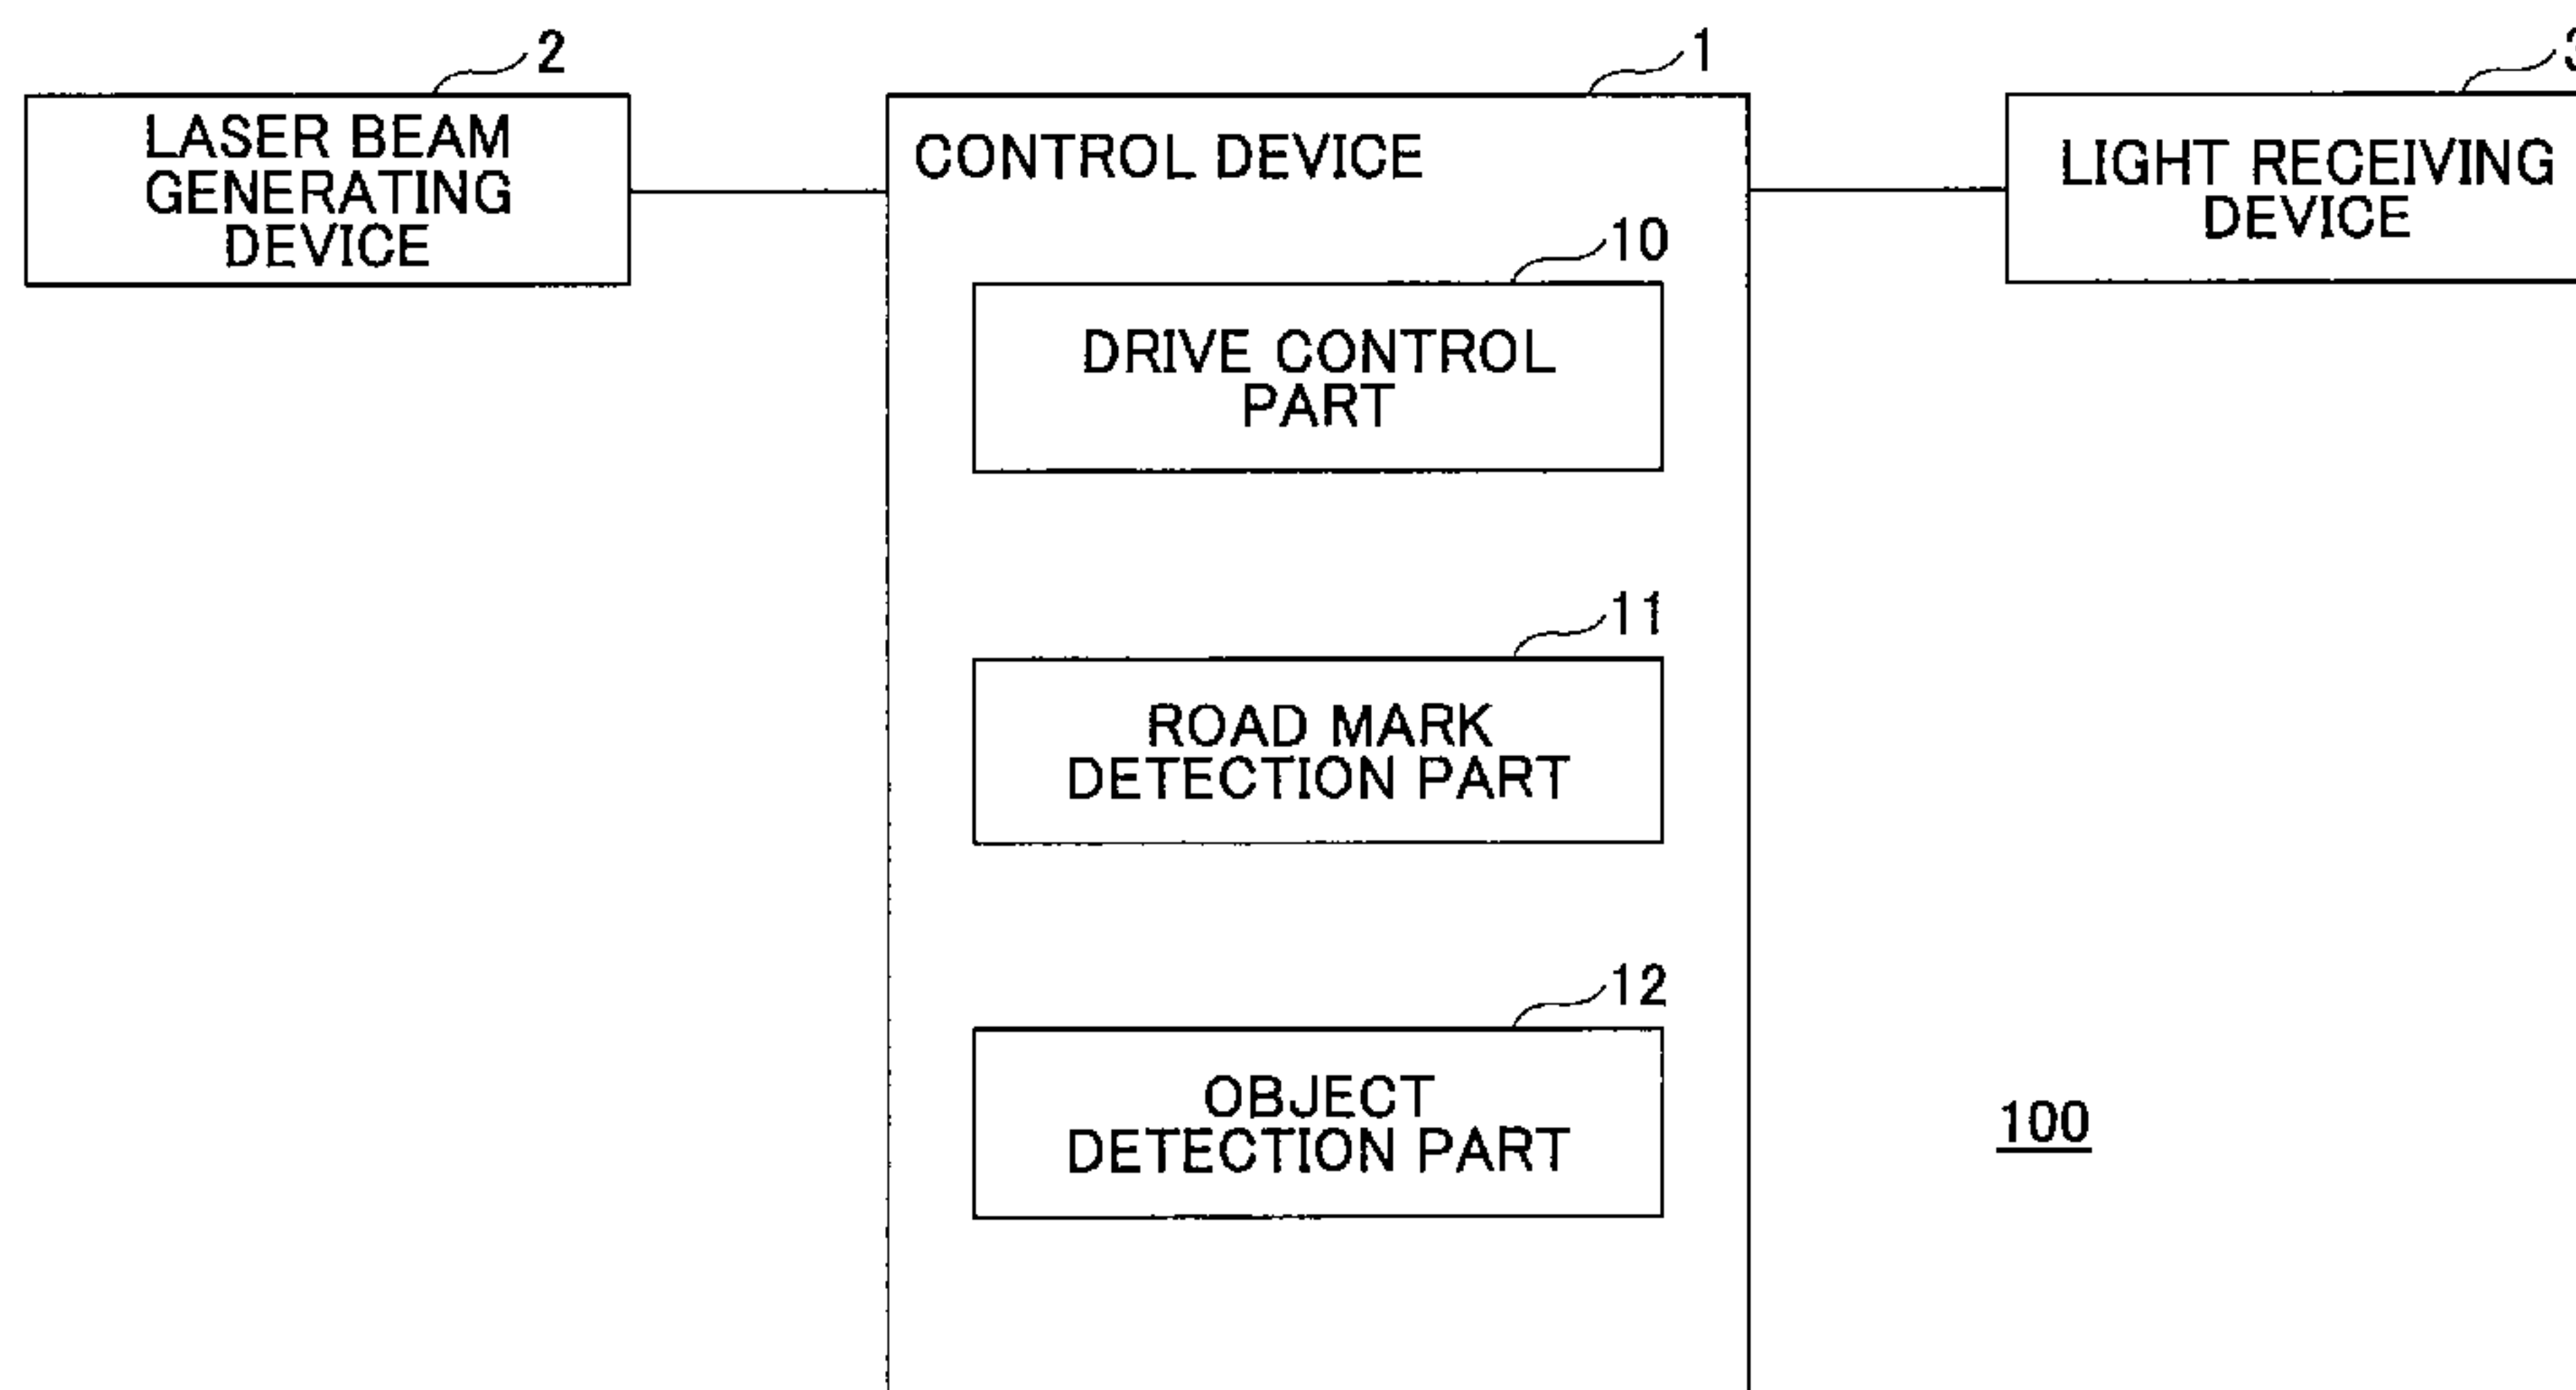 2
1
3
LASER BEAM
GENERATING
DEVICE
CONTROL DEVICE
LIGHT RECEIVING
DEVICE
10
DRIVE CONTROL
PART
11
ROAD MARK
DETECTION PART
12
OBJECT
DETECTION PART
100